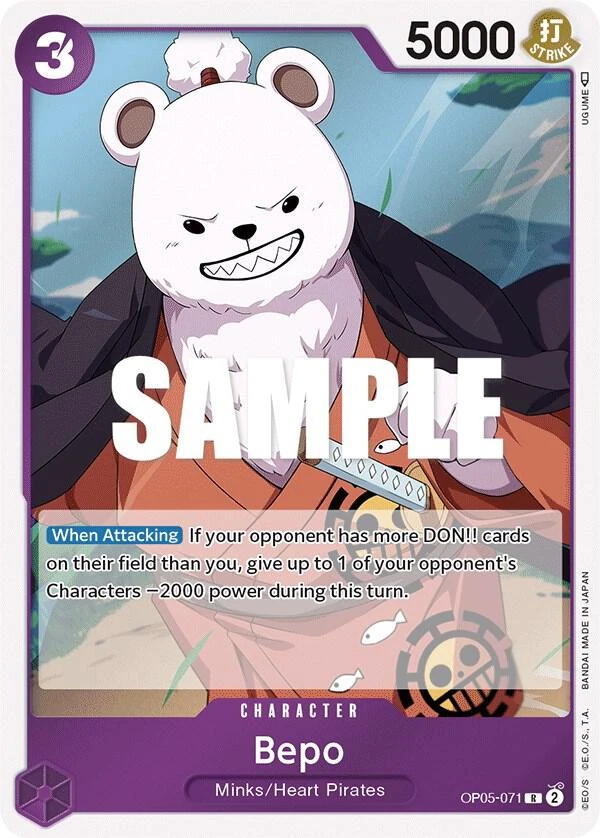 3
5000
打
STRIKE
UGUME
SAMPLE
When Attacking If your opponent has more DON!! cards
on their field than you, give up to 1 of your opponent's
Characters −2000 power during this turn.
CHARACTER
Bepo
Minks/Heart Pirates
OP05-071 R 2
©EO/S ©E.O./S., T.A. BANDAI MADE IN JAPAN